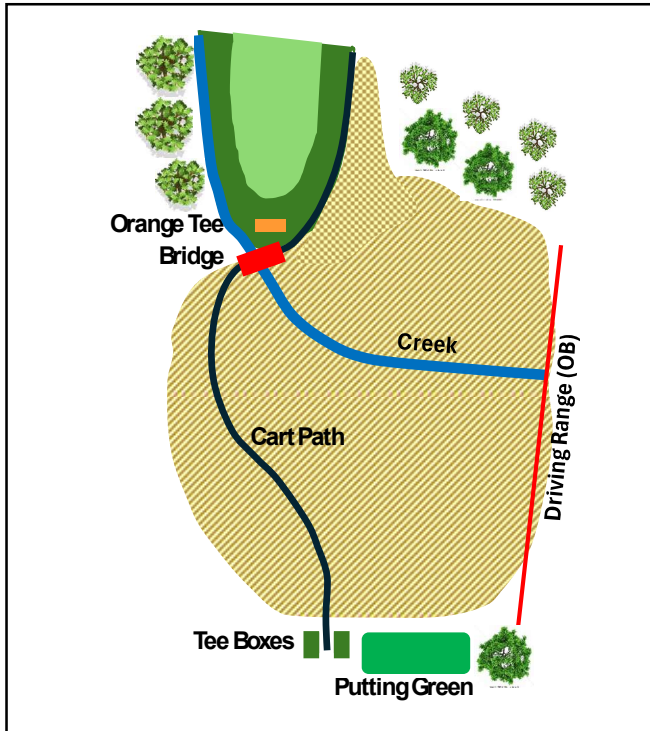 Orange Tee
Bridge
Creek
Driving Range (OB)
Cart Path
Tee Boxes
Putting Green